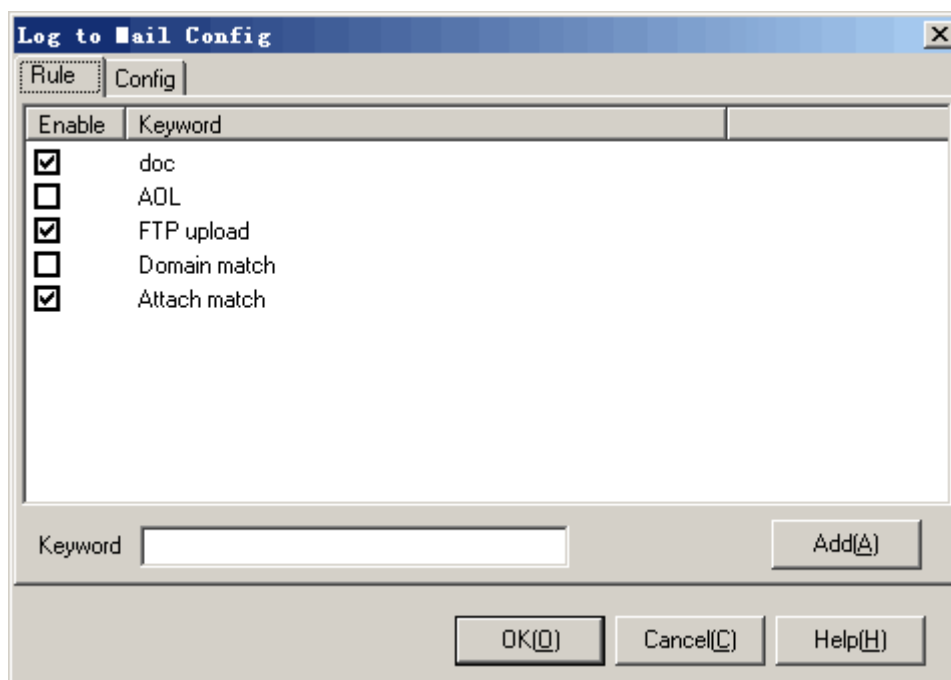 Log to Mail Config
Rule Config
Enable Keyword
doc
AOL
FTP upload
Domain match
Attach match
Keyword Add(A)
OK(O) Cancel(C) Help(H)